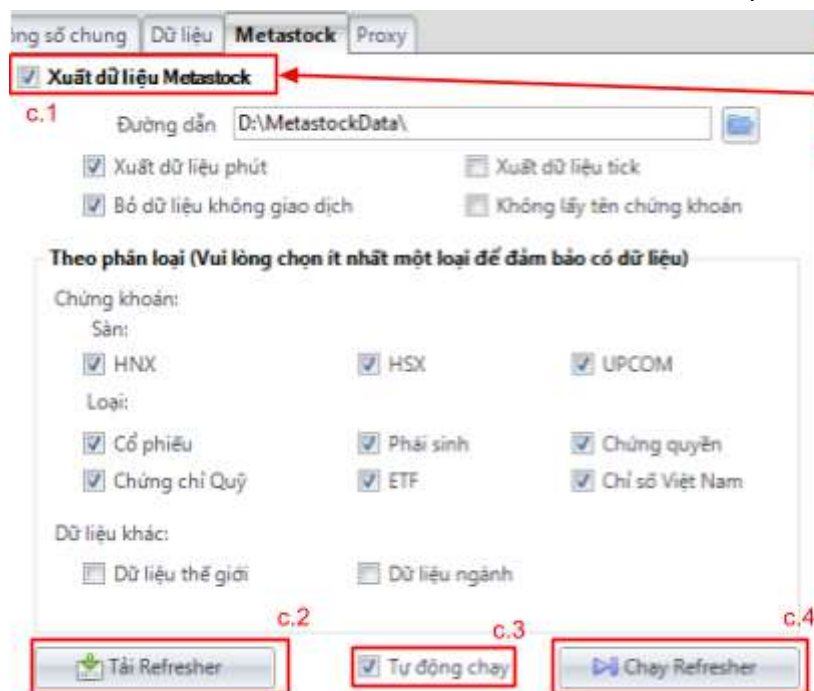 ông số chung Dữ liệu Metastock Proxy
Xuất dữ liệu Metastock
c.1
Đường dẫn D:\MetastockData\
Xuất dữ liệu phút Xuất dữ liệu tick
Bỏ dữ liệu không giao dịch Không lấy tên chứng khoán
Theo phân loại (Vui lòng chọn ít nhất một loại để đảm bảo có dữ liệu)
Chứng khoán:
Sàn:
HNX HSX UPCOM
Loại:
Cổ phiếu Phái sinh Chứng quyền
Chứng chỉ Quỹ ETF Chỉ số Việt Nam
Dữ liệu khác:
Dữ liệu thế giới Dữ liệu ngành
c.2 c.3 c.4
Tải Refresher Tự động chạy Chạy Refresher